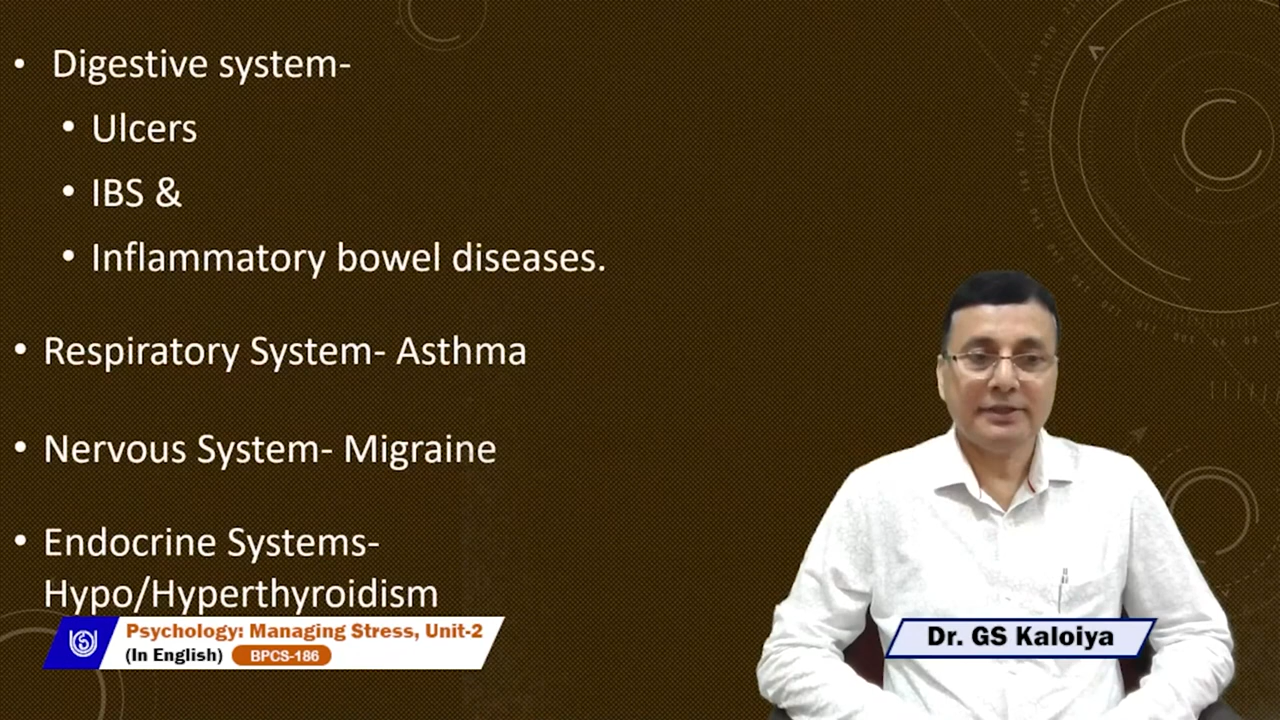 • Digestive system-
• Ulcers
• IBS &
• Inflammatory bowel diseases.
• Respiratory System- Asthma
• Nervous System- Migraine
• Endocrine Systems-
Hypo/Hyperthyroidism
Psychology: Managing Stress, Unit-2
(In English) BPCS-186
Dr. GS Kaloiya